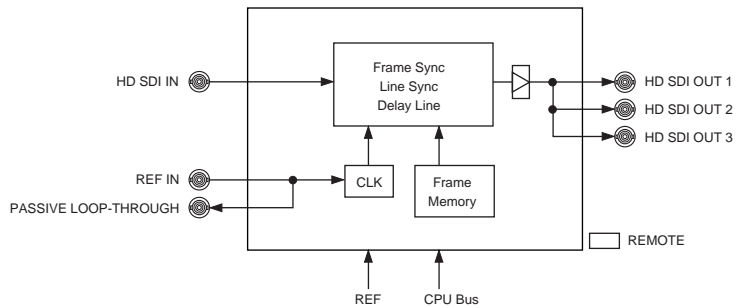 HD SDI IN
Frame Sync
Line Sync
Delay Line
HD SDI OUT 1
HD SDI OUT 2
HD SDI OUT 3
REF IN
CLK
Frame
Memory
PASSIVE LOOP-THROUGH
REMOTE
REF
CPU Bus